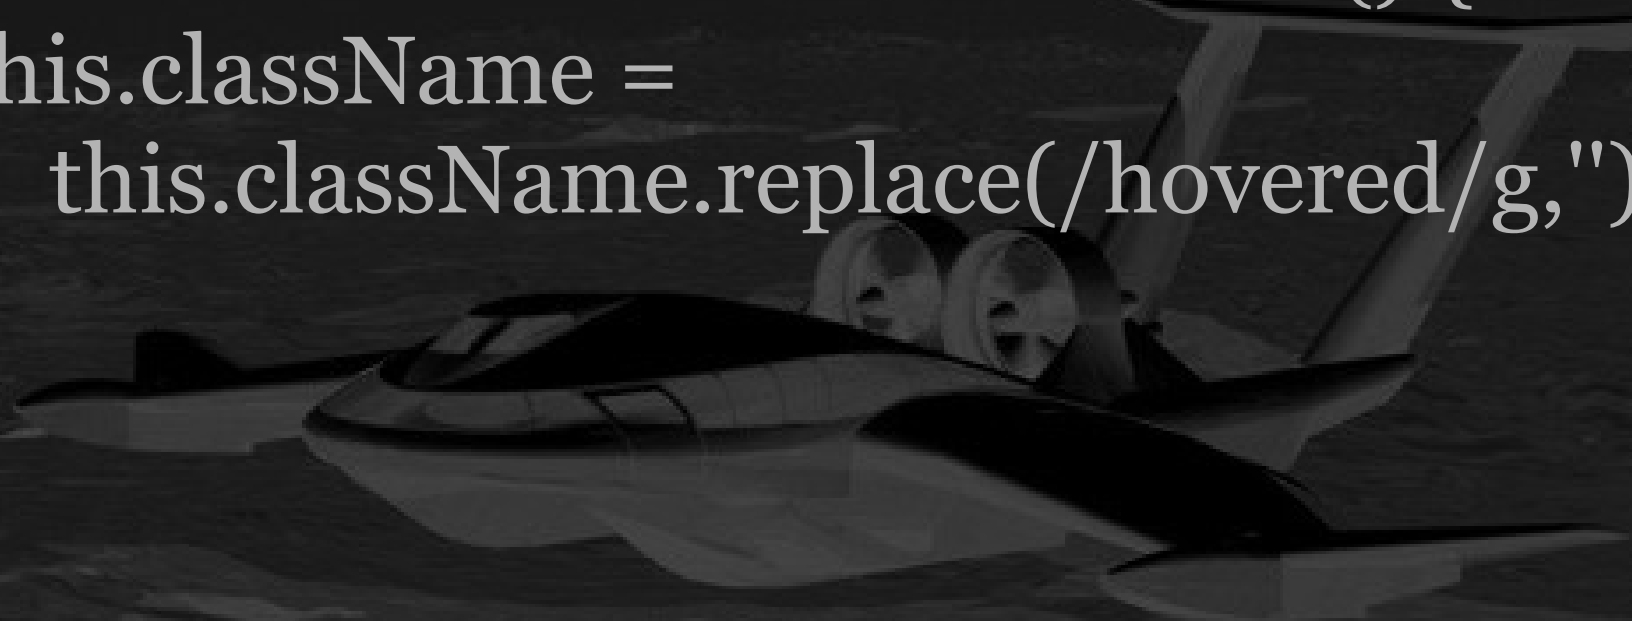 () {
his.className =
this.className.replace(/hovered/g,'')